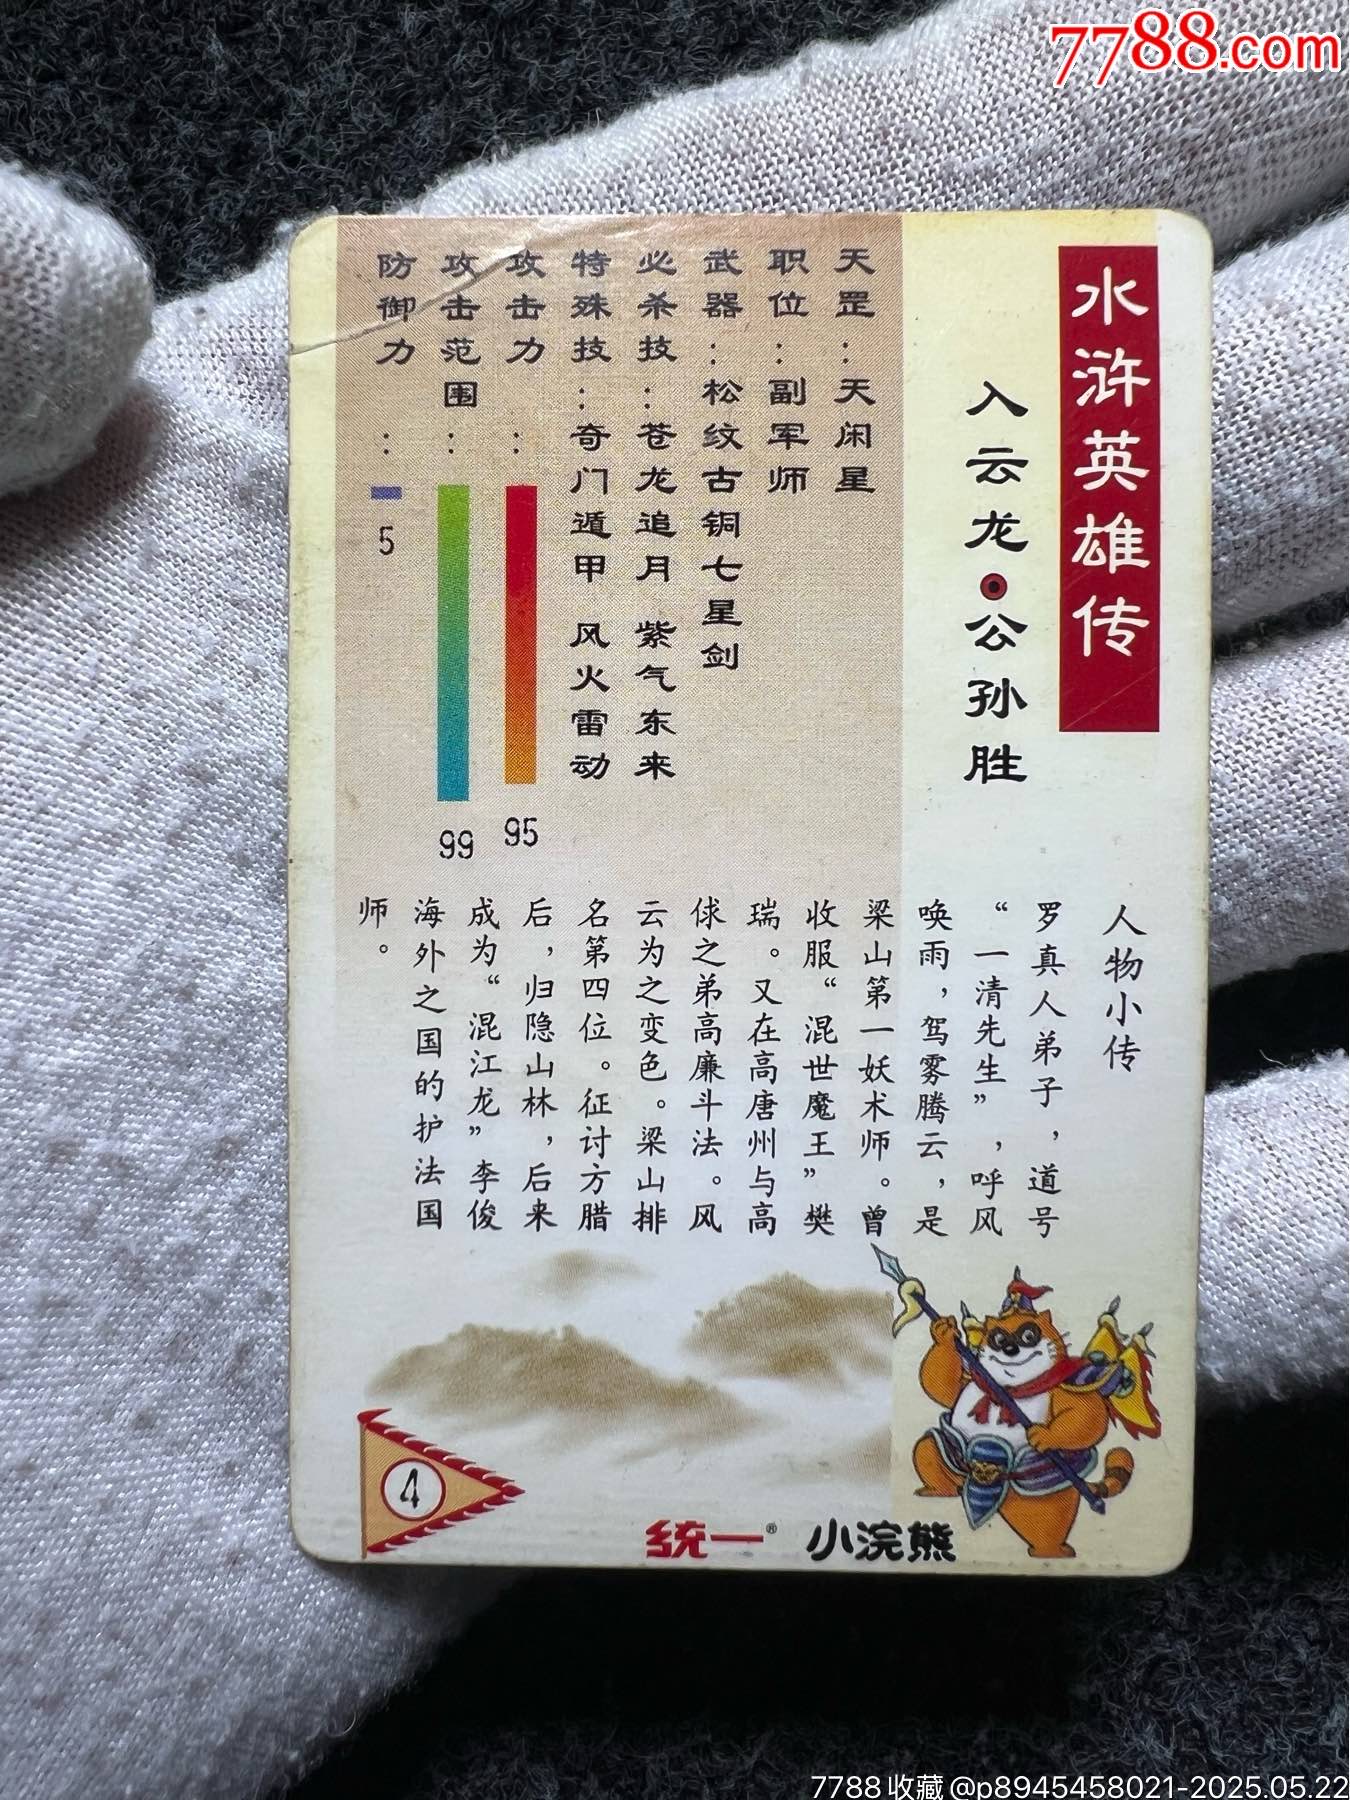 7788.com
水浒英雄传
入云龙·公孙胜
天罡：天闲星
职位：副军师
武器：松纹古铜七星剑
必杀技：苍龙追月 紫气东来
特殊技：奇门遁甲 风火雷动
攻击力：95
攻击范围：99
防御力：5
人物小传
罗真人弟子，道号
“一清先生”，呼风
唤雨，驾雾腾云，是
梁山第一妖术师。曾
收服“混世魔王”樊
瑞。又在高唐州与高
俅之弟高廉斗法。风
云为之变色。梁山排
名第四位。征讨方腊
后，归隐山林，后来
成为“混江龙”李俊
海外之国的护法国
师。
4
统一® 小浣熊
7788收藏@p8945458021-2025.05.22